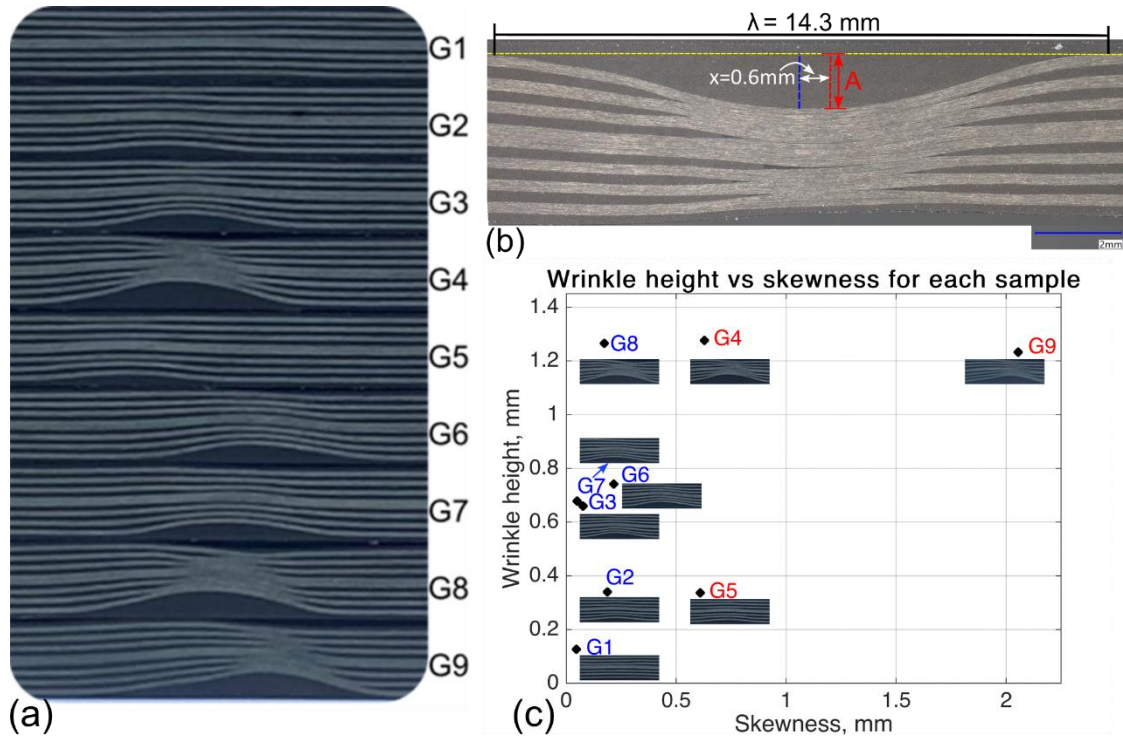 (a)
G1
G2
G3
G4
G5
G6
G7
G8
G9
λ = 14.3 mm
x=0.6mm
A
(b)
2mm
Wrinkle height vs skewness for each sample
Wrinkle height, mm
1.4
1.2
1
0.8
0.6
0.4
0.2
0
G8
G4
G9
G7
G6
G3
G2
G5
G1
0
0.5
1
1.5
2
Skewness, mm
(c)